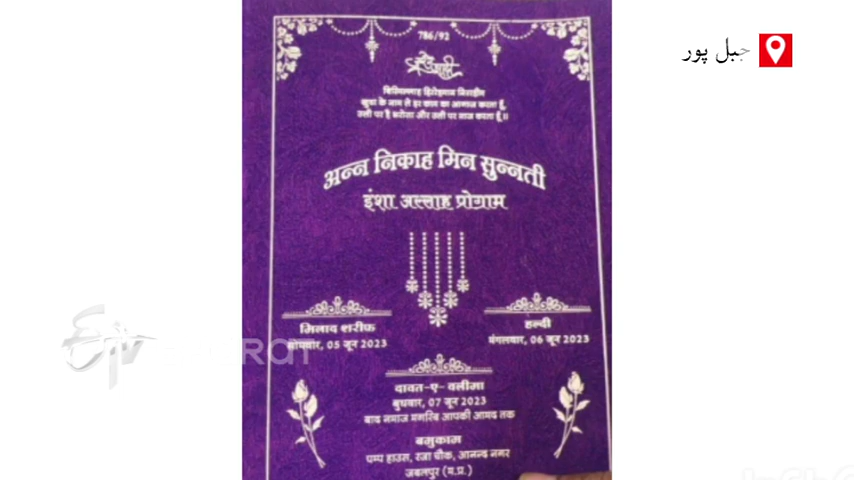 جبل پور
786/92
बिस्मिल्लाह हिर्रहमान निर्रहीम
खुदा के नाम से हर काम का आगाज करता हूँ,
उसी पर है भरोसा और उसी पर नाज करता हूँ।।
अन्न निकाह मिन सुन्नती
इंशा अल्लाह प्रोग्राम
मिलाद शरीफ
सोमवार, 05 जून 2023
हल्दी
मंगलवार, 06 जून 2023
दावत-ए- वलीमा
बुधवार, 07 जून 2023
बाद नमाज मगरिब आपकी आमद तक
बमुकाम
पम्प हाउस, रजा चौक, आनन्द नगर
जबलपुर (म.प्र.)
ETV BHARAT